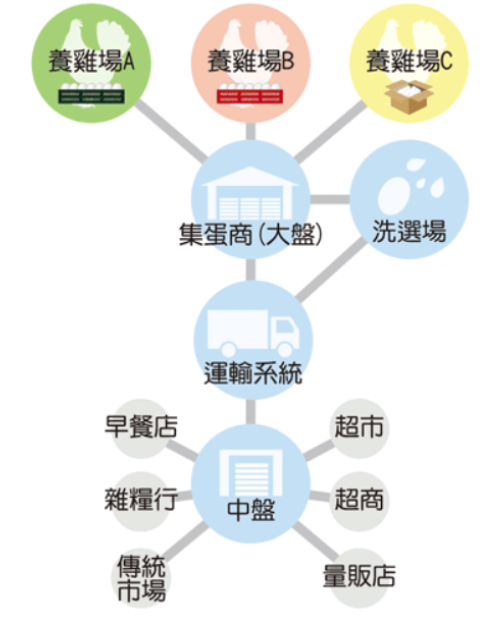 養雞場A
養雞場B
養雞場C
集蛋商(大盤)
洗選場
運輸系統
早餐店
超市
中盤
雜糧行
超商
傳統
市場
量販店